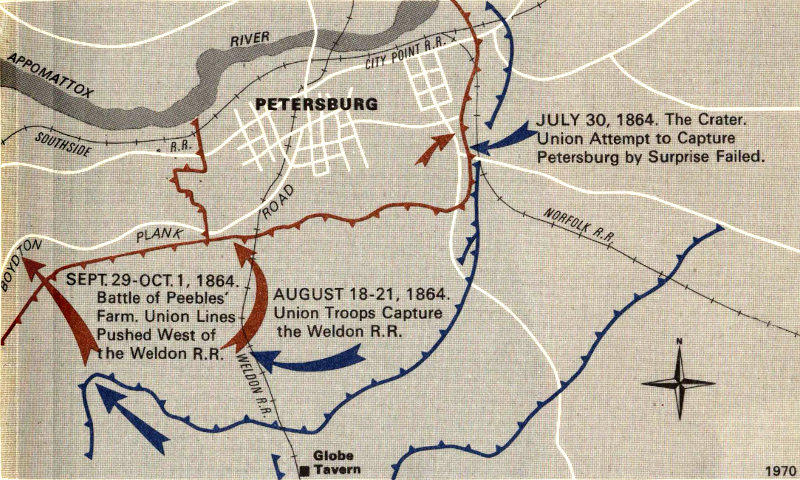 RIVER
APPOMATTOX
CITY POINT R.R.
PETERSBURG
JULY 30, 1864. The Crater.
Union Attempt to Capture
Petersburg by Surprise Failed.
SOUTHSIDE
R.R.
ROAD
PLANK
BOYDTON
NORFOLK R.R.
SEPT. 29-OCT. 1, 1864.
Battle of Peebles'
Farm. Union Lines
Pushed West of
the Weldon R.R.
AUGUST 18-21, 1864.
Union Troops Capture
the Weldon R.R.
WELDON R.R.
N
Globe
Tavern
1970